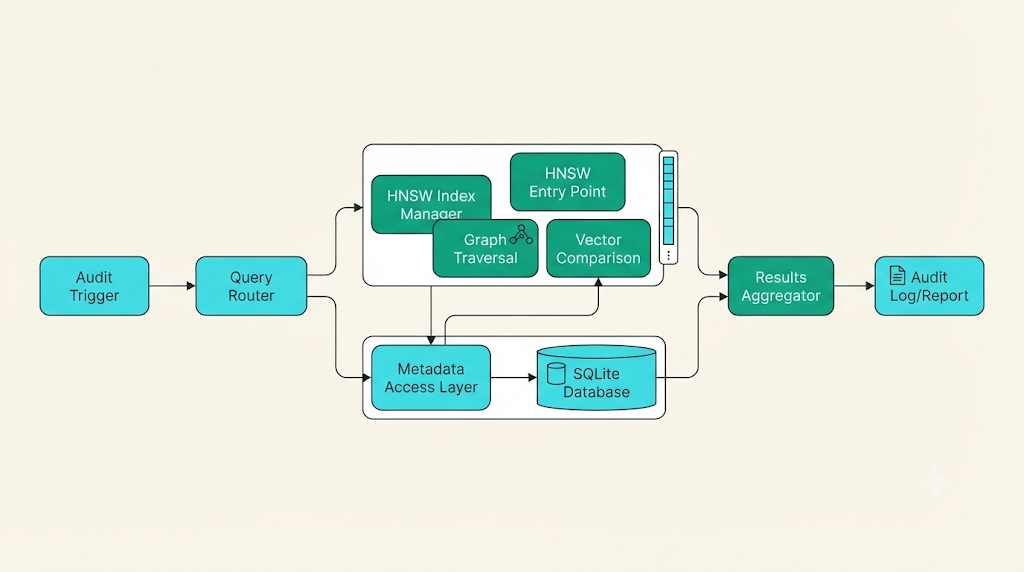 Audit
Trigger
Query
Router
HNSW Index
Manager
HNSW
Entry Point
Graph
Traversal
Vector
Comparison
Metadata
Access Layer
SQLite
Database
Results
Aggregator
Audit
Log/Report